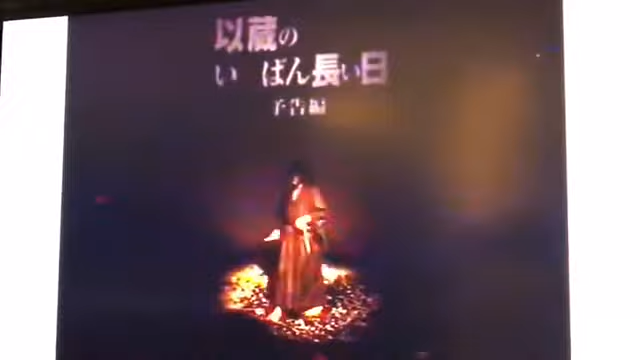 以蔵の
い ばん長い日
予告編